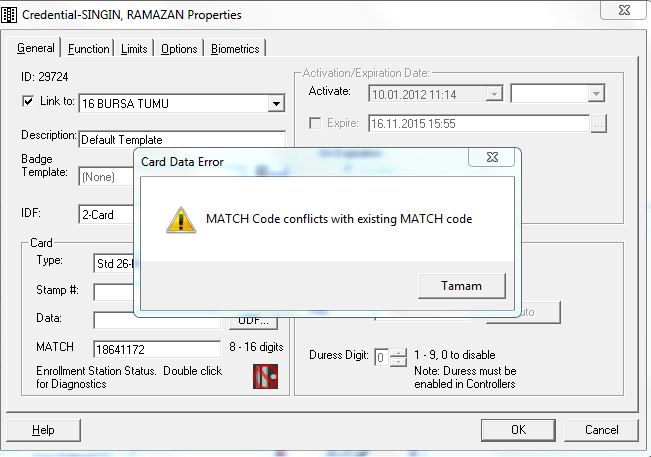 Credential-SINGIN, RAMAZAN Properties
General Function Limits Options Biometrics
ID: 29724
Link to: 16 BURSA TUMU
Description: Default Template
Badge Template: (None)
IDF: 2-Card
Card
Type: Std 26-
Stamp #:
Data:
MATCH 18641172 8 - 16 digits
Enrollment Station Status. Double click
for Diagnostics
Activation/Expiration Date:
Activate: 10.01.2012 11:14
Expire: 16.11.2015 15:55 ...
Card Data Error
MATCH Code conflicts with existing MATCH code
Tamam
Duress Digit: 0 1 - 9, 0 to disable
Note: Duress must be
enabled in Controllers
Help OK Cancel